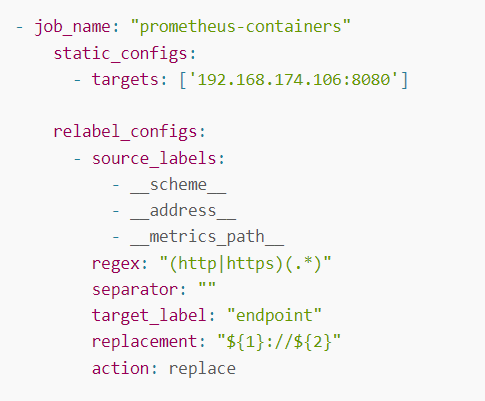 - job_name: "prometheus-containers"
    static_configs:
      - targets: ['192.168.174.106:8080']

    relabel_configs:
      - source_labels:
          - __scheme__
          - __address__
          - __metrics_path__
        regex: "(http|https)(.*)"
        separator: ""
        target_label: "endpoint"
        replacement: "${1}://${2}"
        action: replace